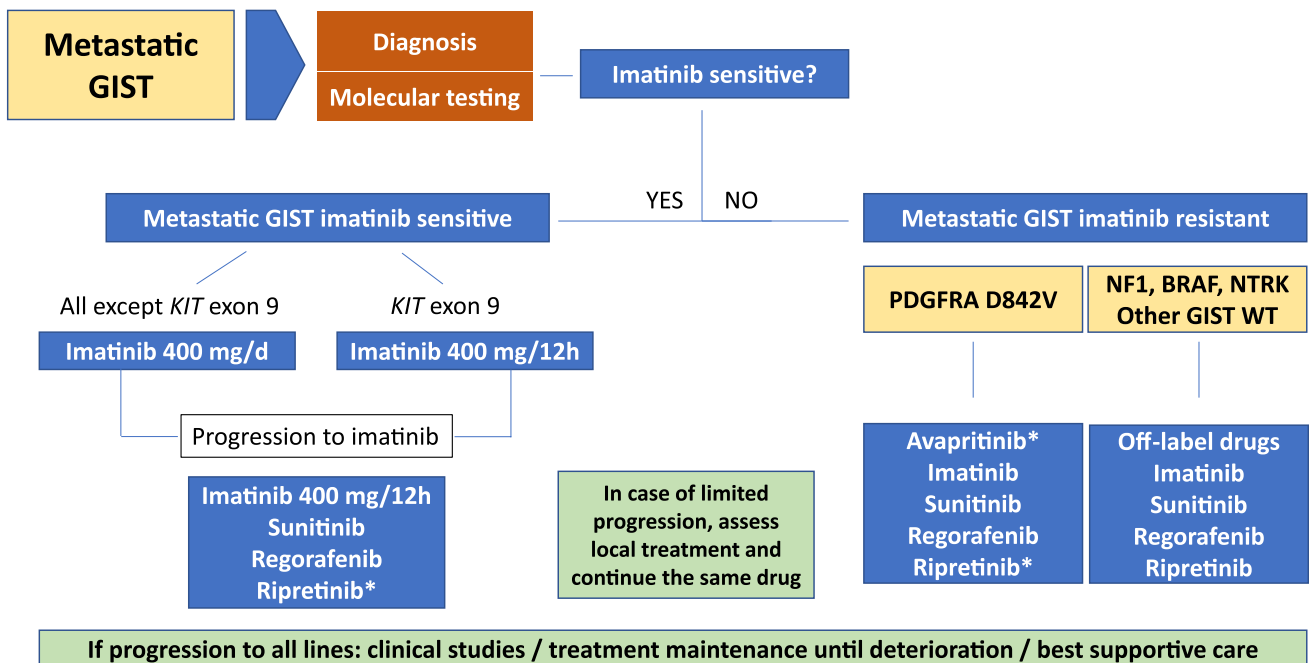 Metastatic
GIST
Diagnosis
Molecular testing
Imatinib sensitive?
YES
NO
Metastatic GIST imatinib sensitive
Metastatic GIST imatinib resistant
All except KIT exon 9
KIT exon 9
Imatinib 400 mg/d
Imatinib 400 mg/12h
Progression to imatinib
Imatinib 400 mg/12h
Sunitinib
Regorafenib
Ripretinib*
In case of limited
progression, assess
local treatment and
continue the same drug
PDGFRA D842V
NF1, BRAF, NTRK
Other GIST WT
Avapritinib*
Imatinib
Sunitinib
Regorafenib
Ripretinib*
Off-label drugs
Imatinib
Sunitinib
Regorafenib
Ripretinib
If progression to all lines: clinical studies / treatment maintenance until deterioration / best supportive care